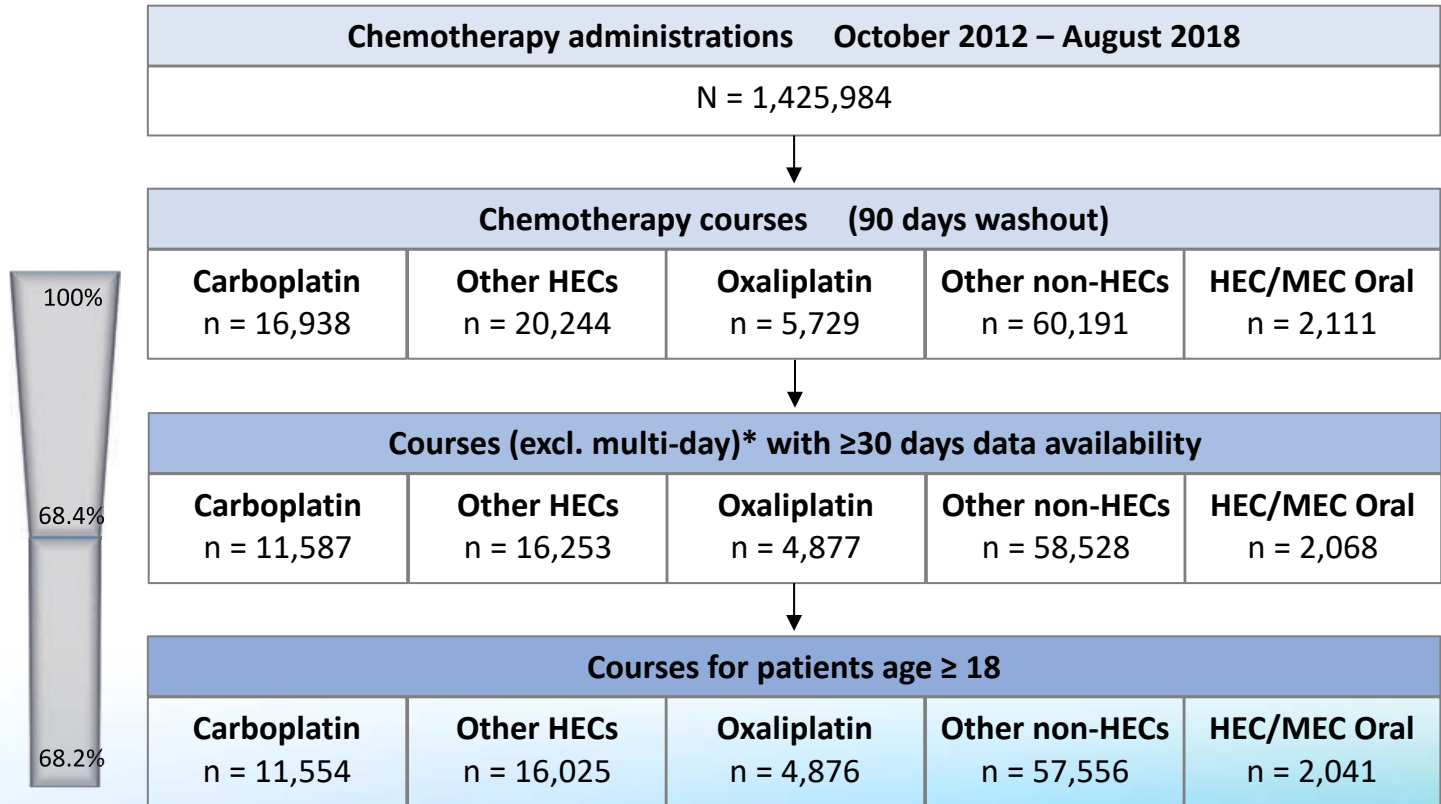 Chemotherapy administrations October 2012 – August 2018
N = 1,425,984
Chemotherapy courses (90 days washout)
Carboplatin Other HECs Oxaliplatin Other non-HECs HEC/MEC Oral
n = 16,938 n = 20,244 n = 5,729 n = 60,191 n = 2,111
100%
Courses (excl. multi-day)* with ≥30 days data availability
68.4%
Carboplatin Other HECs Oxaliplatin Other non-HECs HEC/MEC Oral
n = 11,587 n = 16,253 n = 4,877 n = 58,528 n = 2,068
Courses for patients age ≥ 18
Carboplatin Other HECs Oxaliplatin Other non-HECs HEC/MEC Oral
n = 11,554 n = 16,025 n = 4,876 n = 57,556 n = 2,041
68.2%